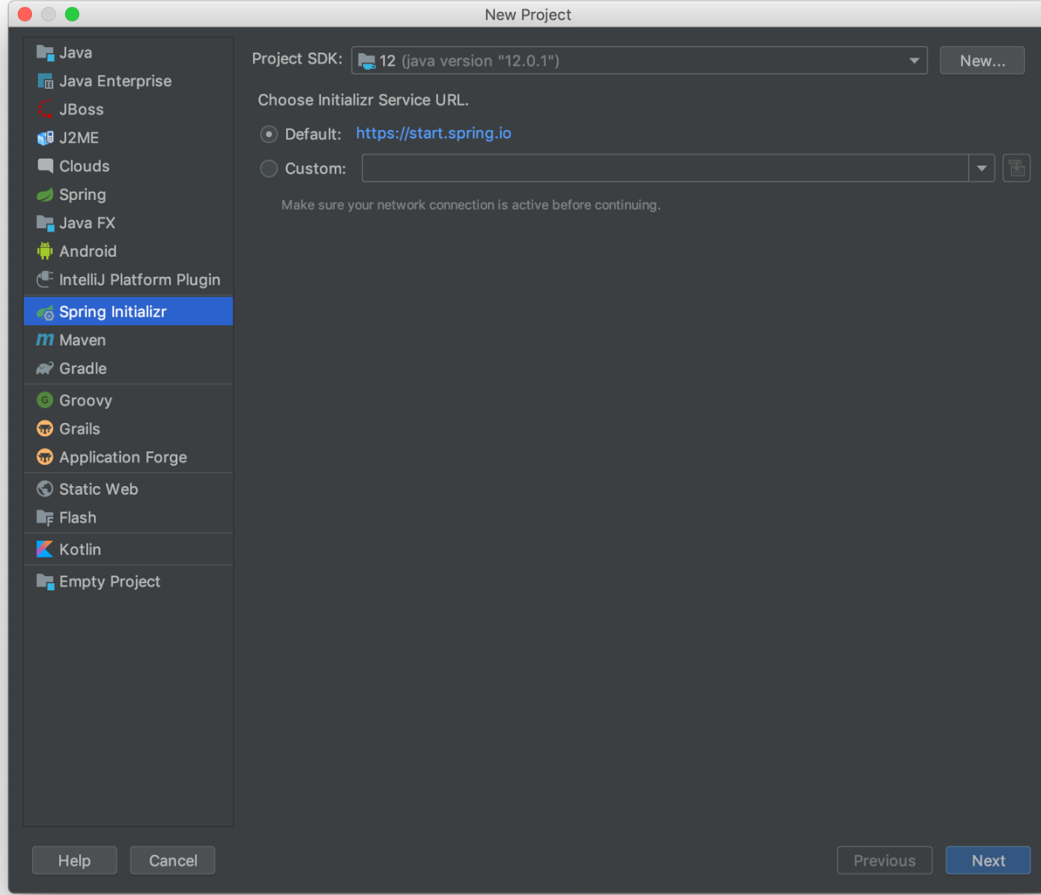 New Project
Java
Java Enterprise
JBoss
J2ME
Clouds
Spring
Java FX
Android
IntelliJ Platform Plugin
Spring Initializr
Maven
Gradle
Groovy
Grails
Application Forge
Static Web
Flash
Kotlin
Empty Project
Project SDK: 12 (java version "12.0.1") New...
Choose Initializr Service URL.
Default: https://start.spring.io
Custom:
Make sure your network connection is active before continuing.
Help Cancel Previous Next